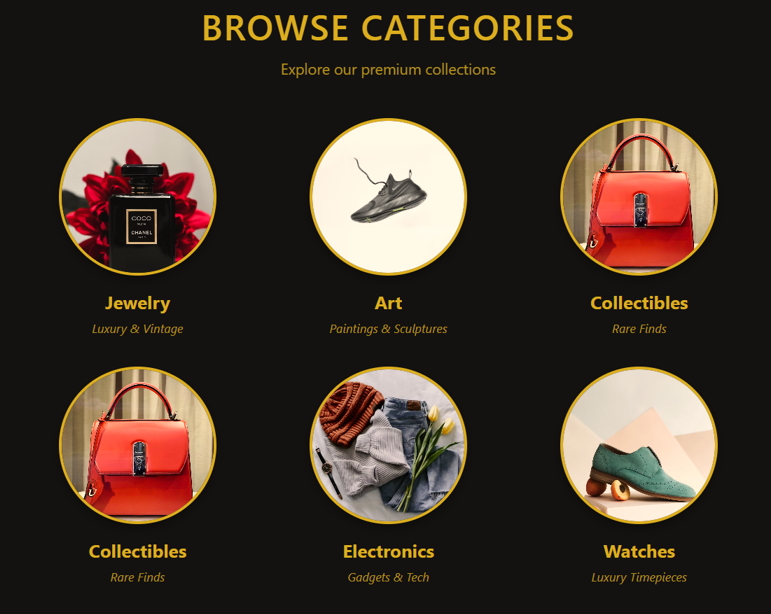 BROWSE CATEGORIES
Explore our premium collections
COCO
CHANEL
Jewelry
Art
Collectibles
Luxury & Vintage
Paintings & Sculptures
Rare Finds
Collectibles
Electronics
Watches
Rare Finds
Gadgets & Tech
Luxury Timepieces